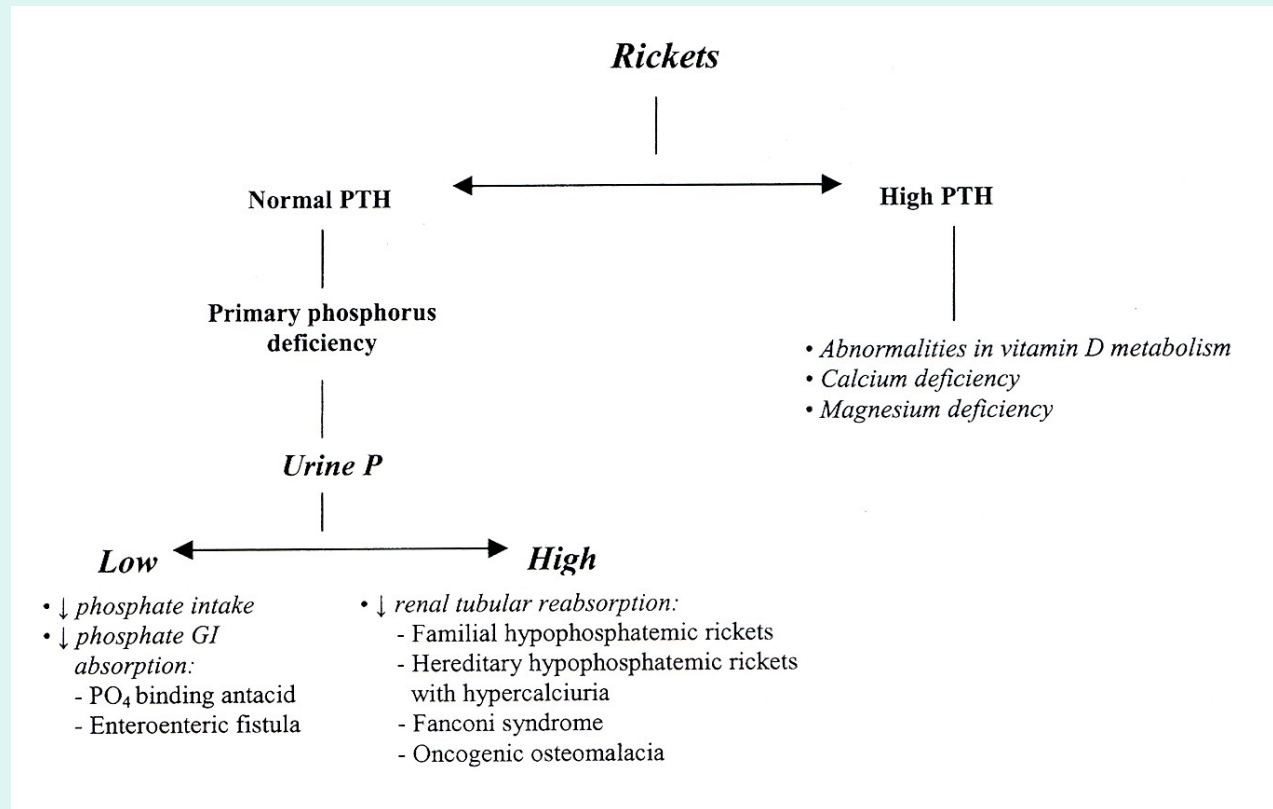 Rickets
Normal PTH
High PTH
Primary phosphorus
deficiency
• Abnormalities in vitamin D metabolism
• Calcium deficiency
• Magnesium deficiency
Urine P
Low
High
• ↓ phosphate intake
• ↓ phosphate GI
absorption:
- PO₄ binding antacid
- Enteroenteric fistula
• ↓ renal tubular reabsorption:
- Familial hypophosphatemic rickets
- Hereditary hypophosphatemic rickets
with hypercalciuria
- Fanconi syndrome
- Oncogenic osteomalacia